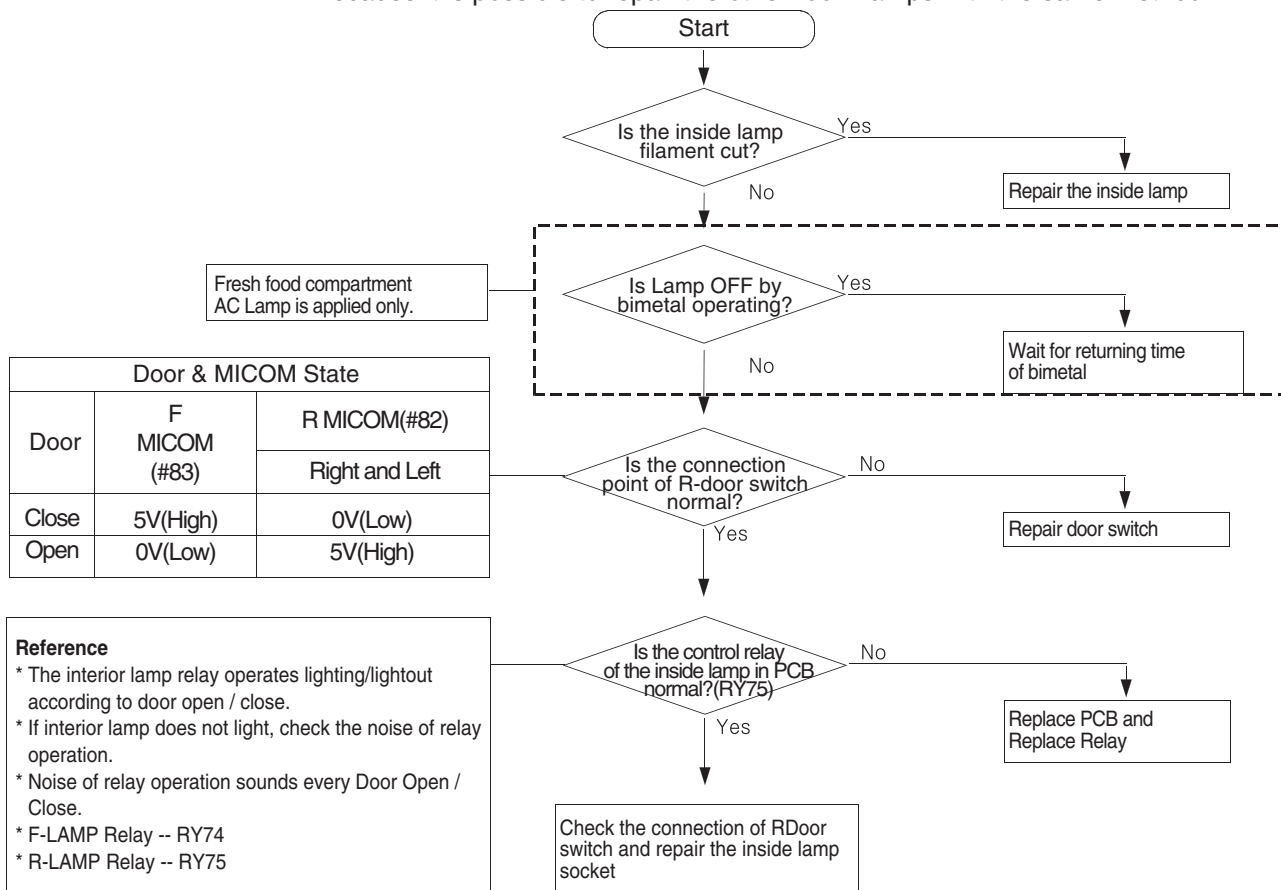 Start
Is the inside lamp
filament cut?
Yes
No
Repair the inside lamp
Fresh food compartment
AC Lamp is applied only.
Is Lamp OFF by
bimetal operating?
Yes
No
Wait for returning time
of bimetal
Door & MICOM State
Door
F
MICOM
(#83)
R MICOM(#82)
Right and Left
Close
5V(High)
0V(Low)
Open
0V(Low)
5V(High)
Is the connection
point of R-door switch
normal?
No
Yes
Repair door switch
Reference
* The interior lamp relay operates lighting/lightout
according to door open / close.
* If interior lamp does not light, check the noise of relay
operation.
* Noise of relay operation sounds every Door Open /
Close.
* F-LAMP Relay -- RY74
* R-LAMP Relay -- RY75
Is the control relay
of the inside lamp in PCB
normal?(RY75)
No
Yes
Replace PCB and
Replace Relay
Check the connection of RDoor
switch and repair the inside lamp
socket